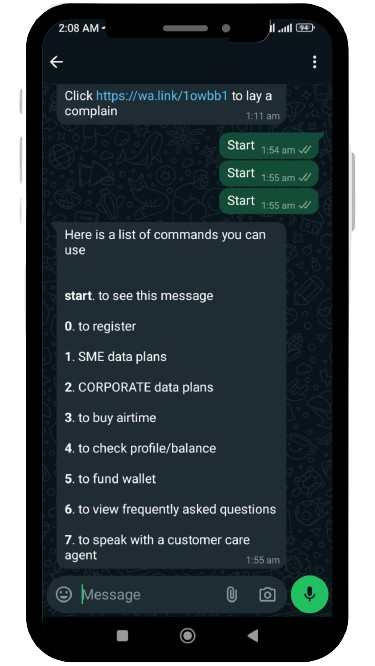 2:08 AM
94
Click https://wa.link/1owbb1 to lay a
complain
1:11 am
Start 1:54 am
Start 1:55 am
Start 1:55 am
Here is a list of commands you can
use
start. to see this message
0. to register
1. SME data plans
2. CORPORATE data plans
3. to buy airtime
4. to check profile/balance
5. to fund wallet
6. to view frequently asked questions
7. to speak with a customer care
agent
1:55 am
Message